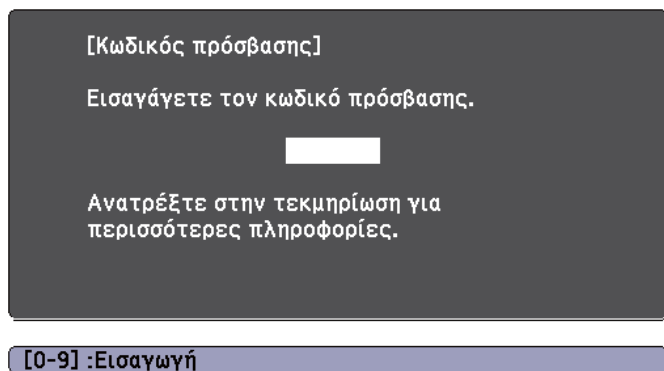 [Κωδικός πρόσβασης]
Εισαγάγετε τον κωδικό πρόσβασης.
Ανατρέξτε στην τεκμηρίωση για
περισσότερες πληροφορίες.
[0-9] :Εισαγωγή